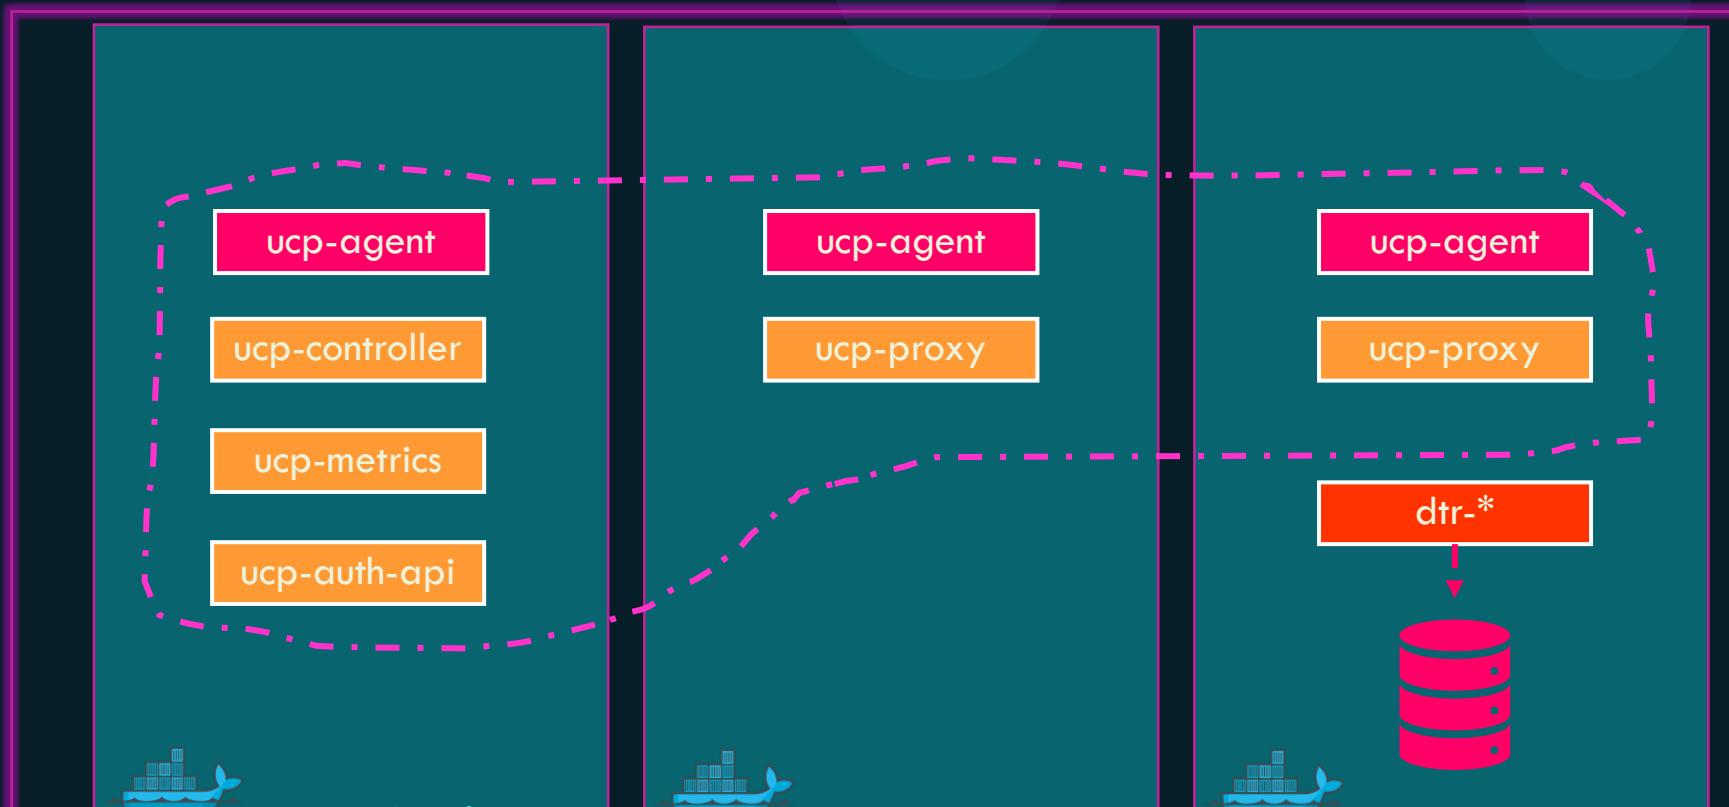 ucp-agent
ucp-controller
ucp-metrics
ucp-auth-api
ucp-agent
ucp-proxy
ucp-agent
ucp-proxy
dtr-*